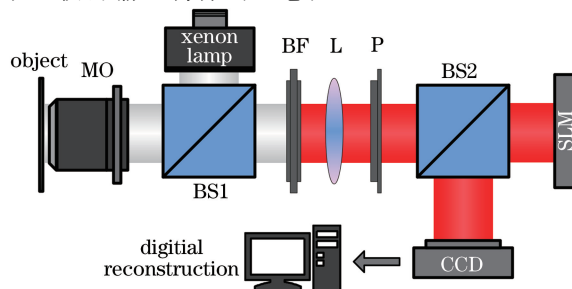 xenon
lamp
object
MO
BF
L
P
BS2
BS1
SLM
digitial
reconstruction
CCD